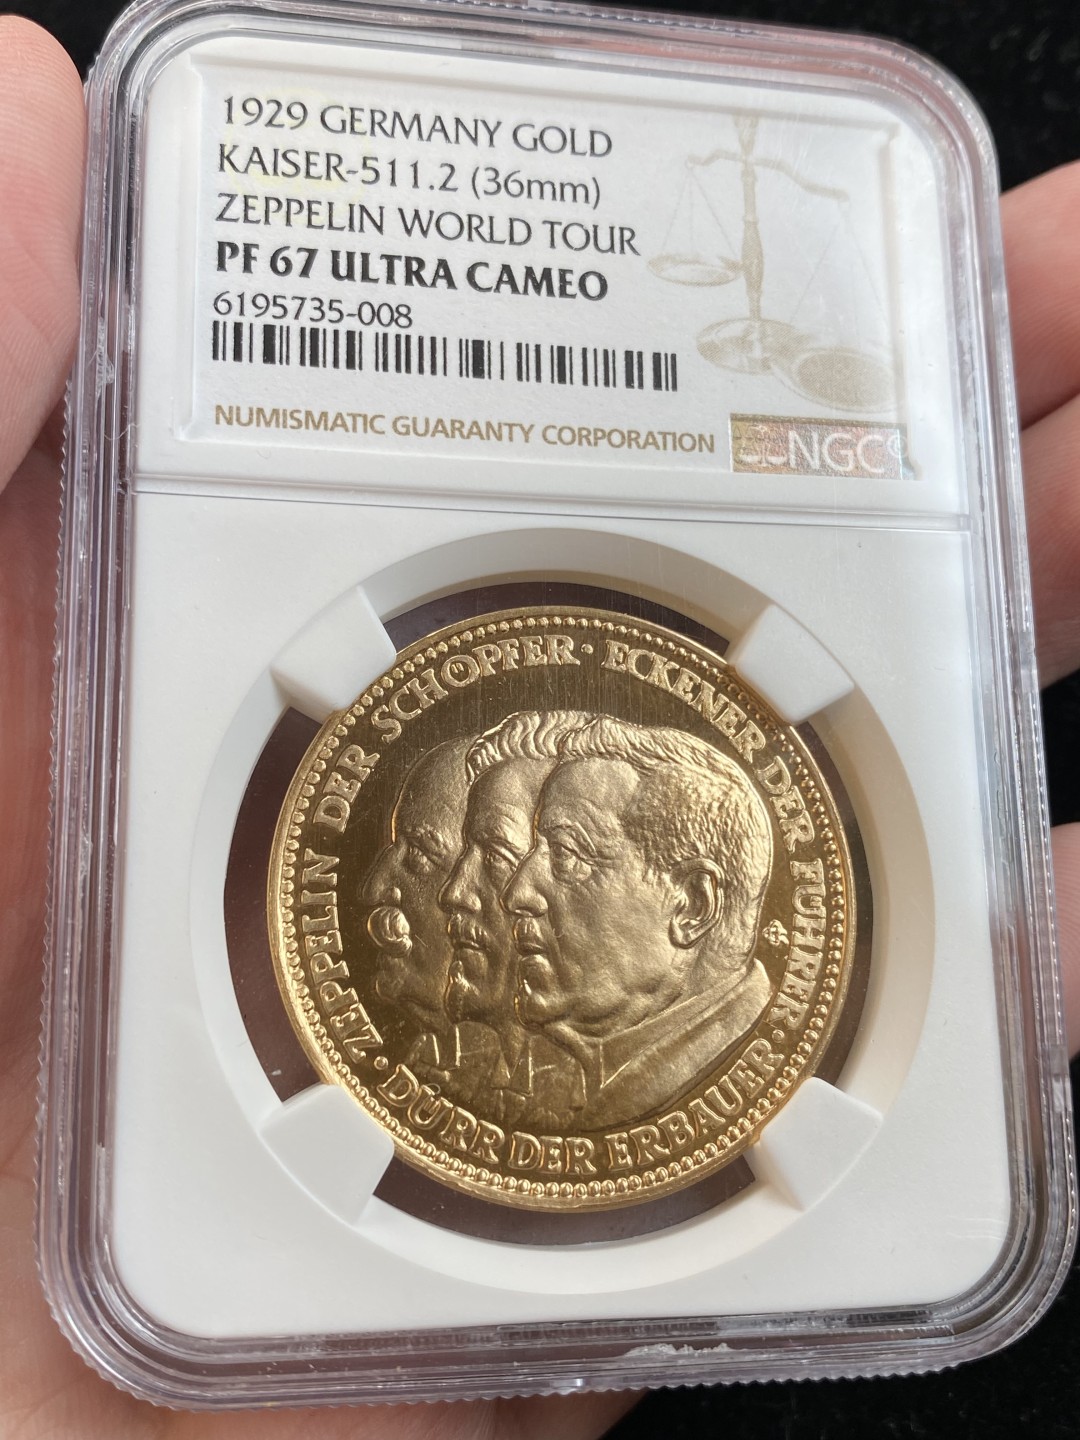 1929 GERMANY GOLD
KAISER-511.2 (36mm)
ZEPPELIN WORLD TOUR
PF 67 ULTRA CAMEO
6195735-008
NUMISMATIC GUARANTY CORPORATION
NGC
ZEPPELIN DER SCHÖPFER · ECKENER DER FUHRER ·
· DÜRR DER ERBAUER